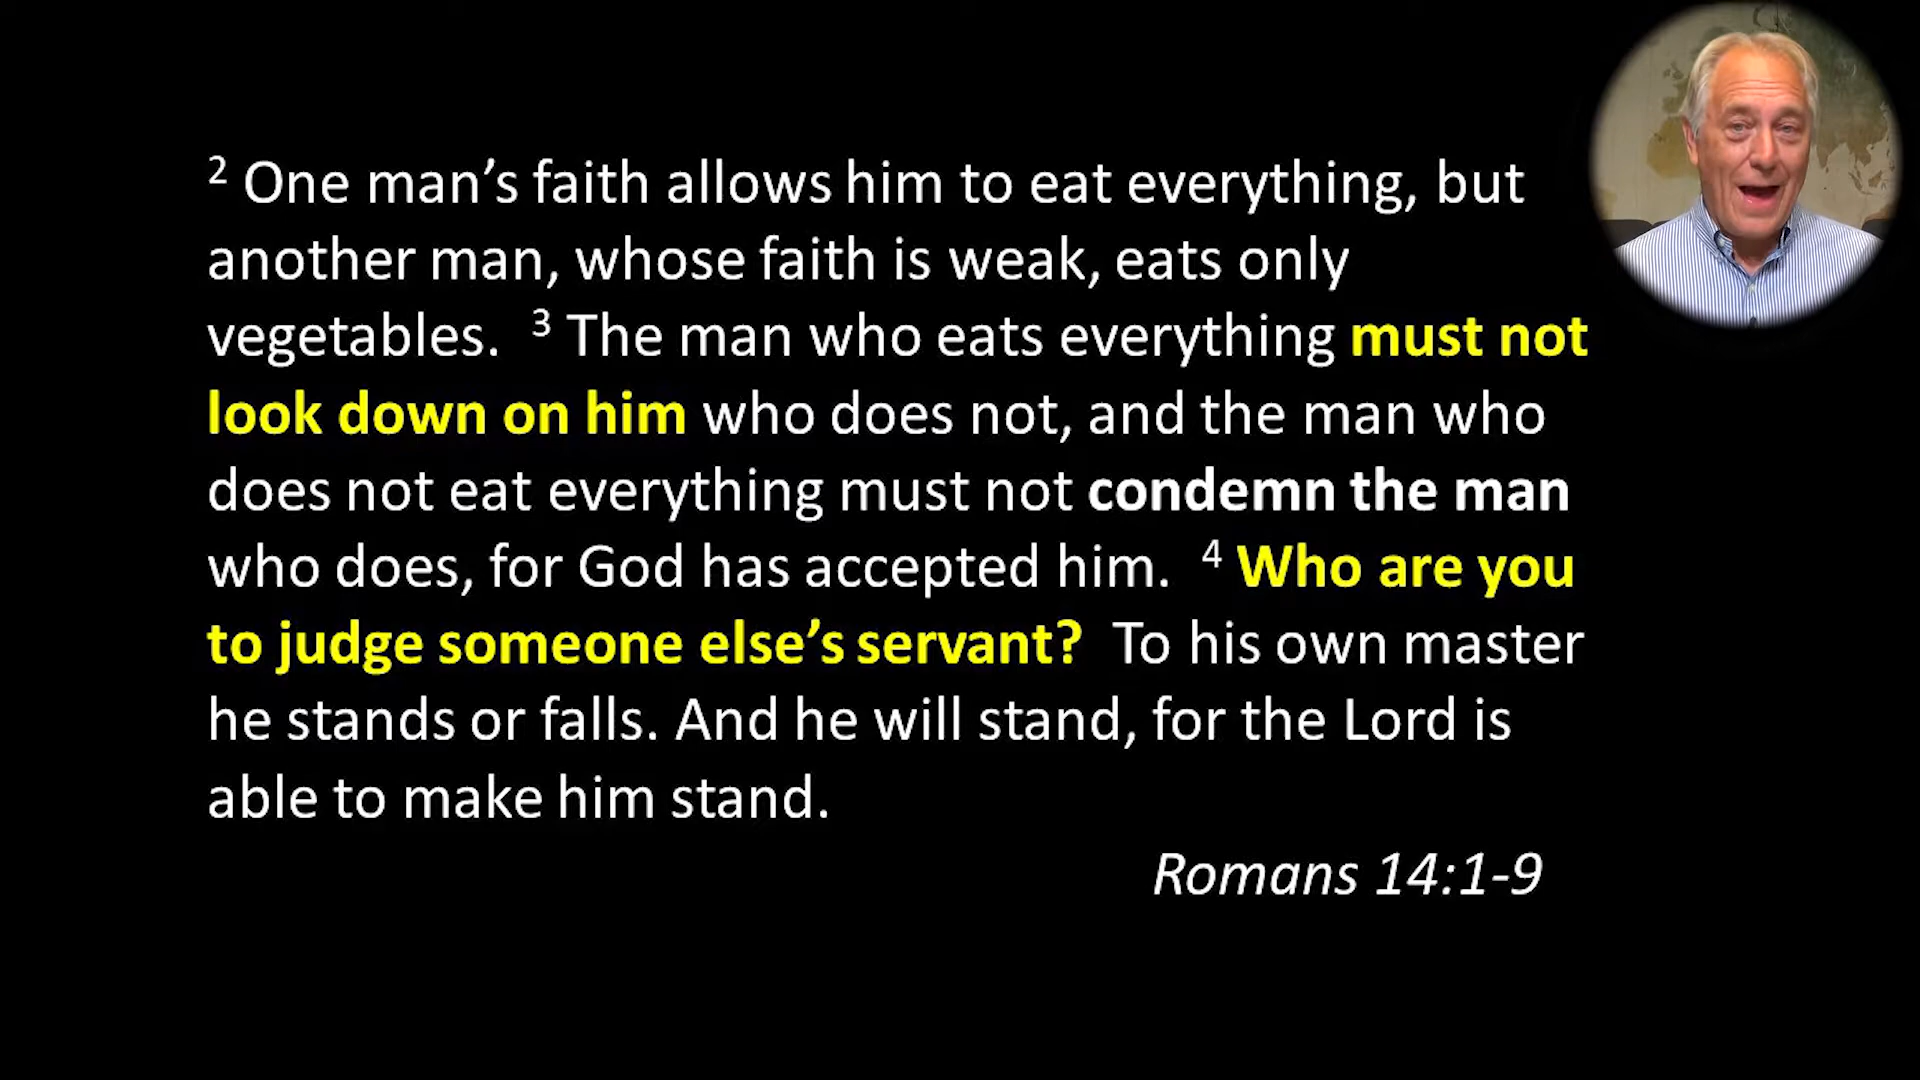 2 One man’s faith allows him to eat everything, but
another man, whose faith is weak, eats only
vegetables. 3 The man who eats everything must not
look down on him who does not, and the man who
does not eat everything must not condemn the man
who does, for God has accepted him. 4 Who are you
to judge someone else’s servant? To his own master
he stands or falls. And he will stand, for the Lord is
able to make him stand.
Romans 14:1-9